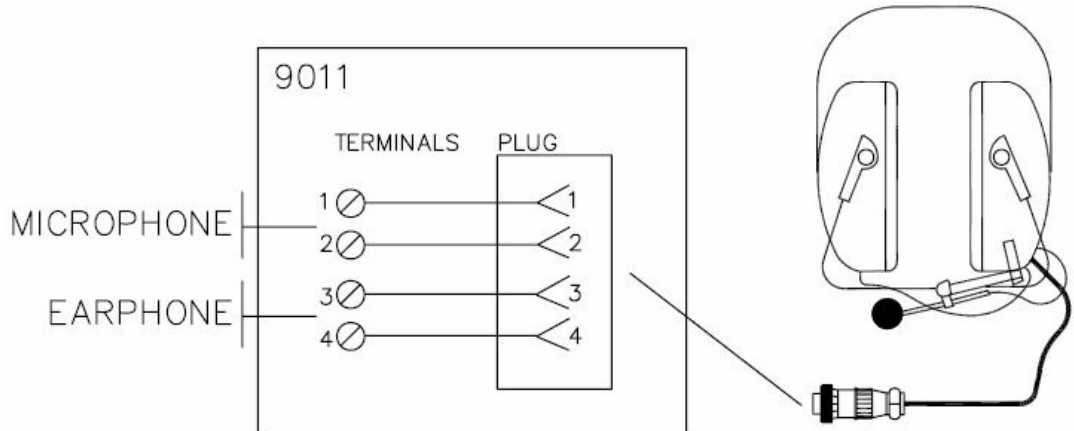 9011
TERMINALS PLUG
MICROPHONE
EARPHONE
1 1
2 2
3 3
4 4